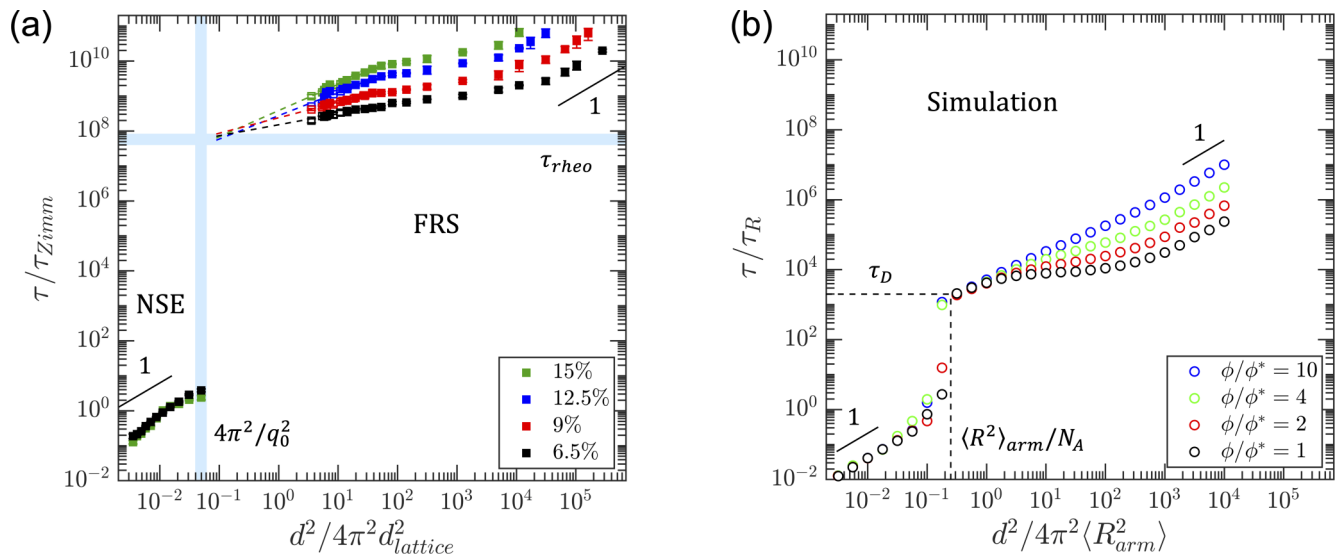 (a)
10^10
10^8
10^6
10^4
10^2
10^0
10^-2
τ/τ_Zimm
NSE
FRS
1
1
τ_rheo
4π²/q₀²
15%
12.5%
9%
6.5%
10^-2 10^-1 10^0 10^1 10^2 10^3 10^4 10^5
d²/4π²d²_lattice
(b)
Simulation
10^10
10^8
10^6
10^4
10^2
10^0
10^-2
τ/τ_R
1
τ_D
1
⟨R²⟩_arm/N_A
ϕ/ϕ* = 10
ϕ/ϕ* = 4
ϕ/ϕ* = 2
ϕ/ϕ* = 1
10^-2 10^-1 10^0 10^1 10^2 10^3 10^4 10^5
d²/4π²⟨R²_arm⟩